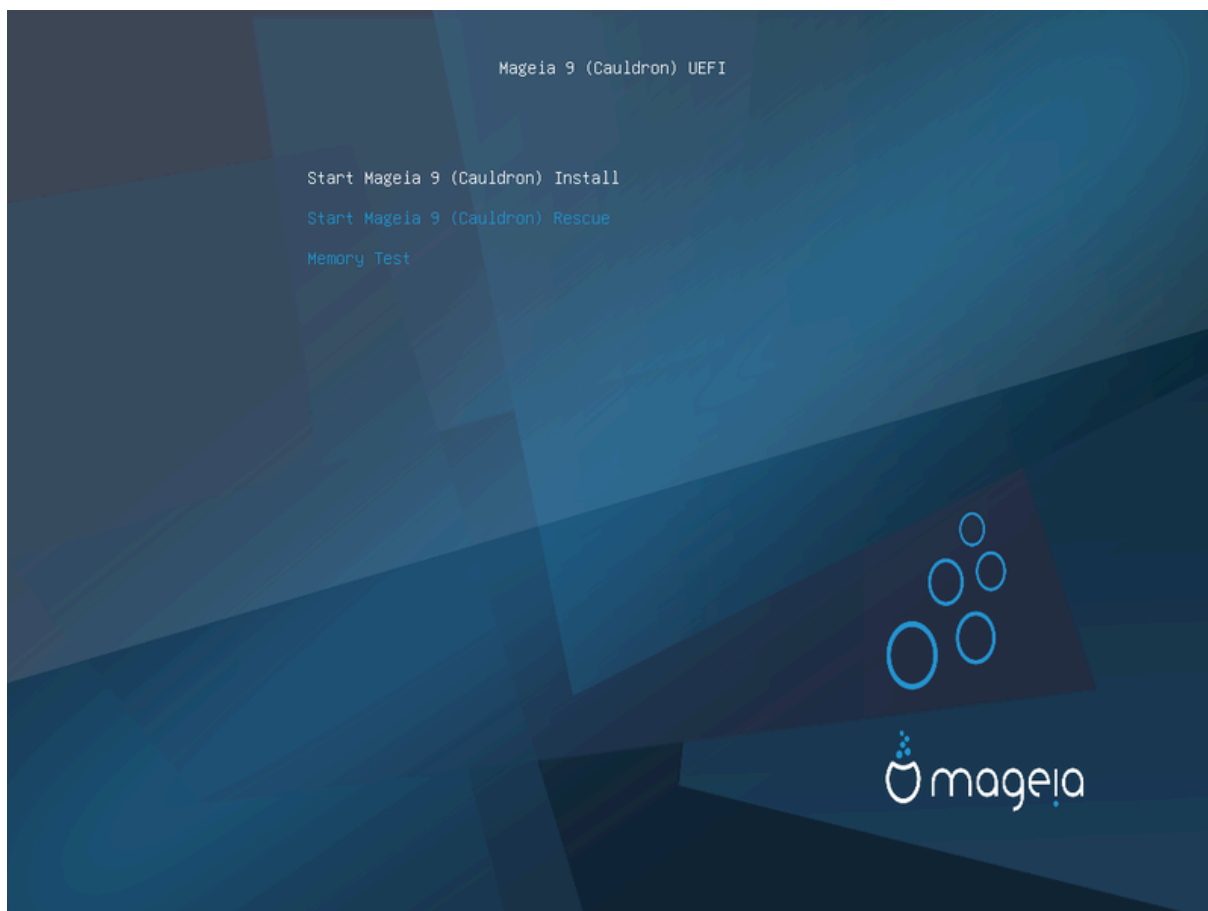 Mageia 9 (Cauldron) UEFI
Start Mageia 9 (Cauldron) Install
Start Mageia 9 (Cauldron) Rescue
Memory Test
mageia